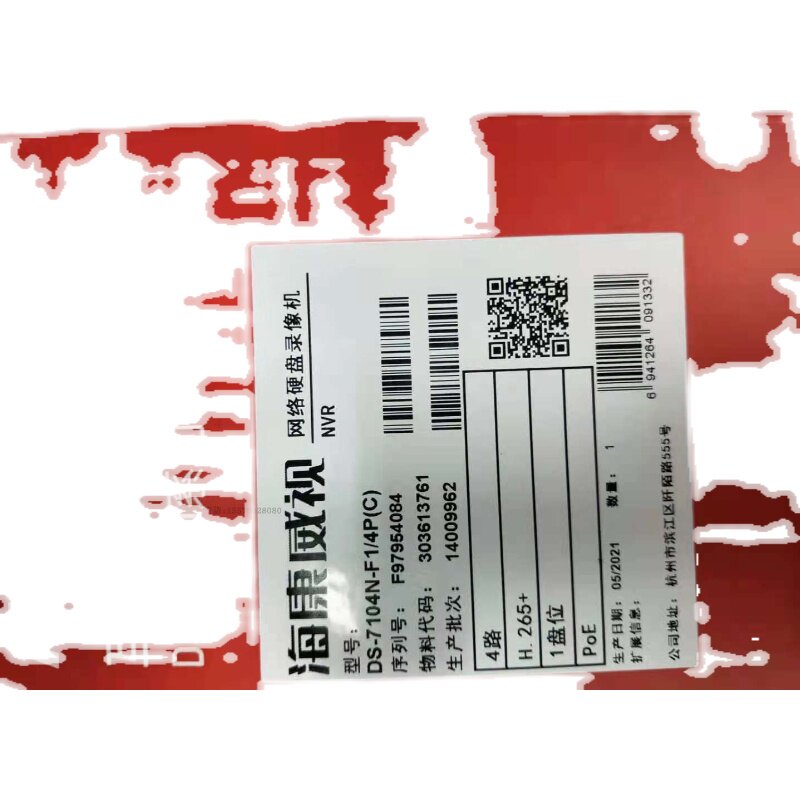 海康威视
网络硬盘录像机
NVR
型号:
DS-7104N-F1/4P(C)
序列号: F97954084
物料代码: 303613761
生产批次: 14009962
4路
H.265+
1盘位
PoE
生产日期: 05/2021 数量: 1
扩展信息:
6 941264 091332
公司地址: 杭州市滨江区阡陌路555号